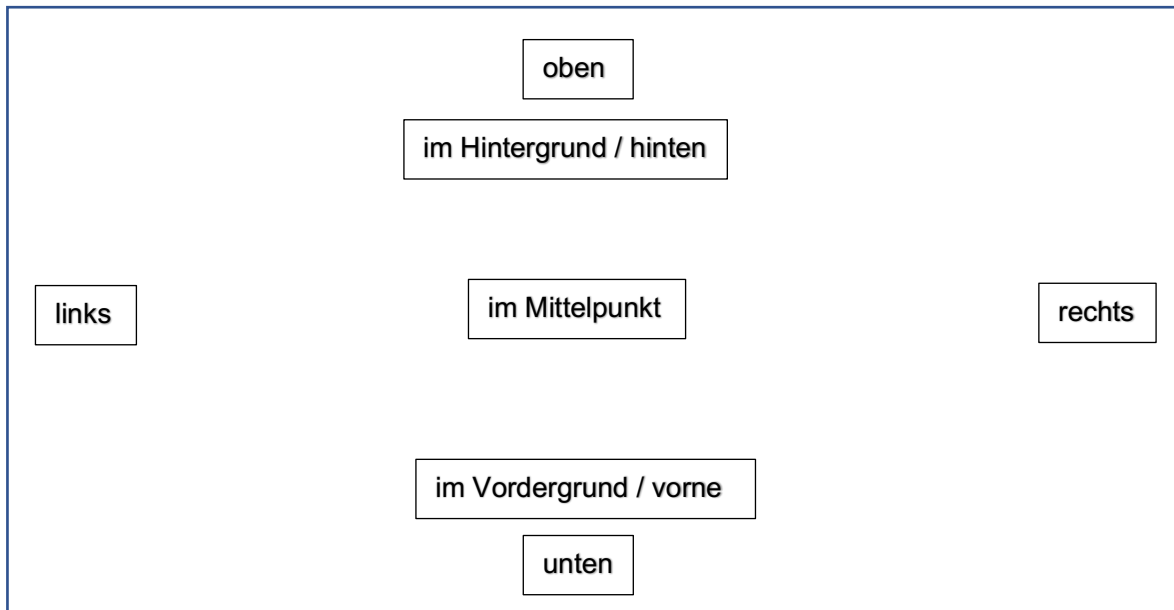 oben
im Hintergrund / hinten
links
im Mittelpunkt
rechts
im Vordergrund / vorne
unten